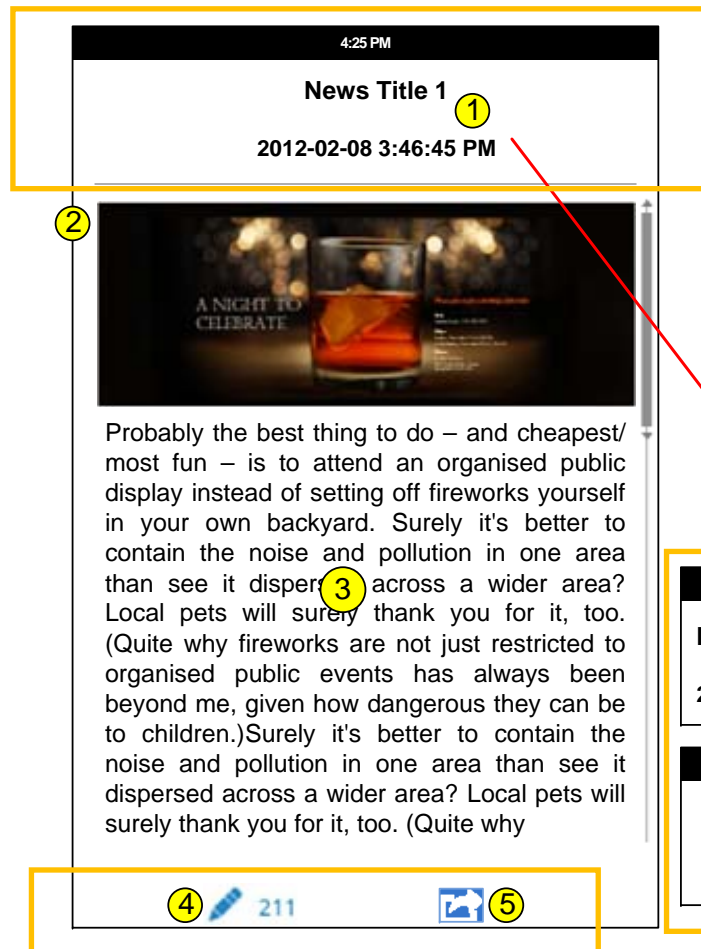 4:25 PM
News Title 1
1
2012-02-08 3:46:45 PM
2
A NIGHT TO
CELEBRATE
Probably the best thing to do – and cheapest/
most fun – is to attend an organised public
display instead of setting off fireworks yourself
in your own backyard. Surely it's better to
contain the noise and pollution in one area
than see it dispers 3 across a wider area?
Local pets will surely thank you for it, too.
(Quite why fireworks are not just restricted to
organised public events has always been
beyond me, given how dangerous they can be
to children.)Surely it's better to contain the
noise and pollution in one area than see it
dispersed across a wider area? Local pets will
surely thank you for it, too. (Quite why
4 211 5